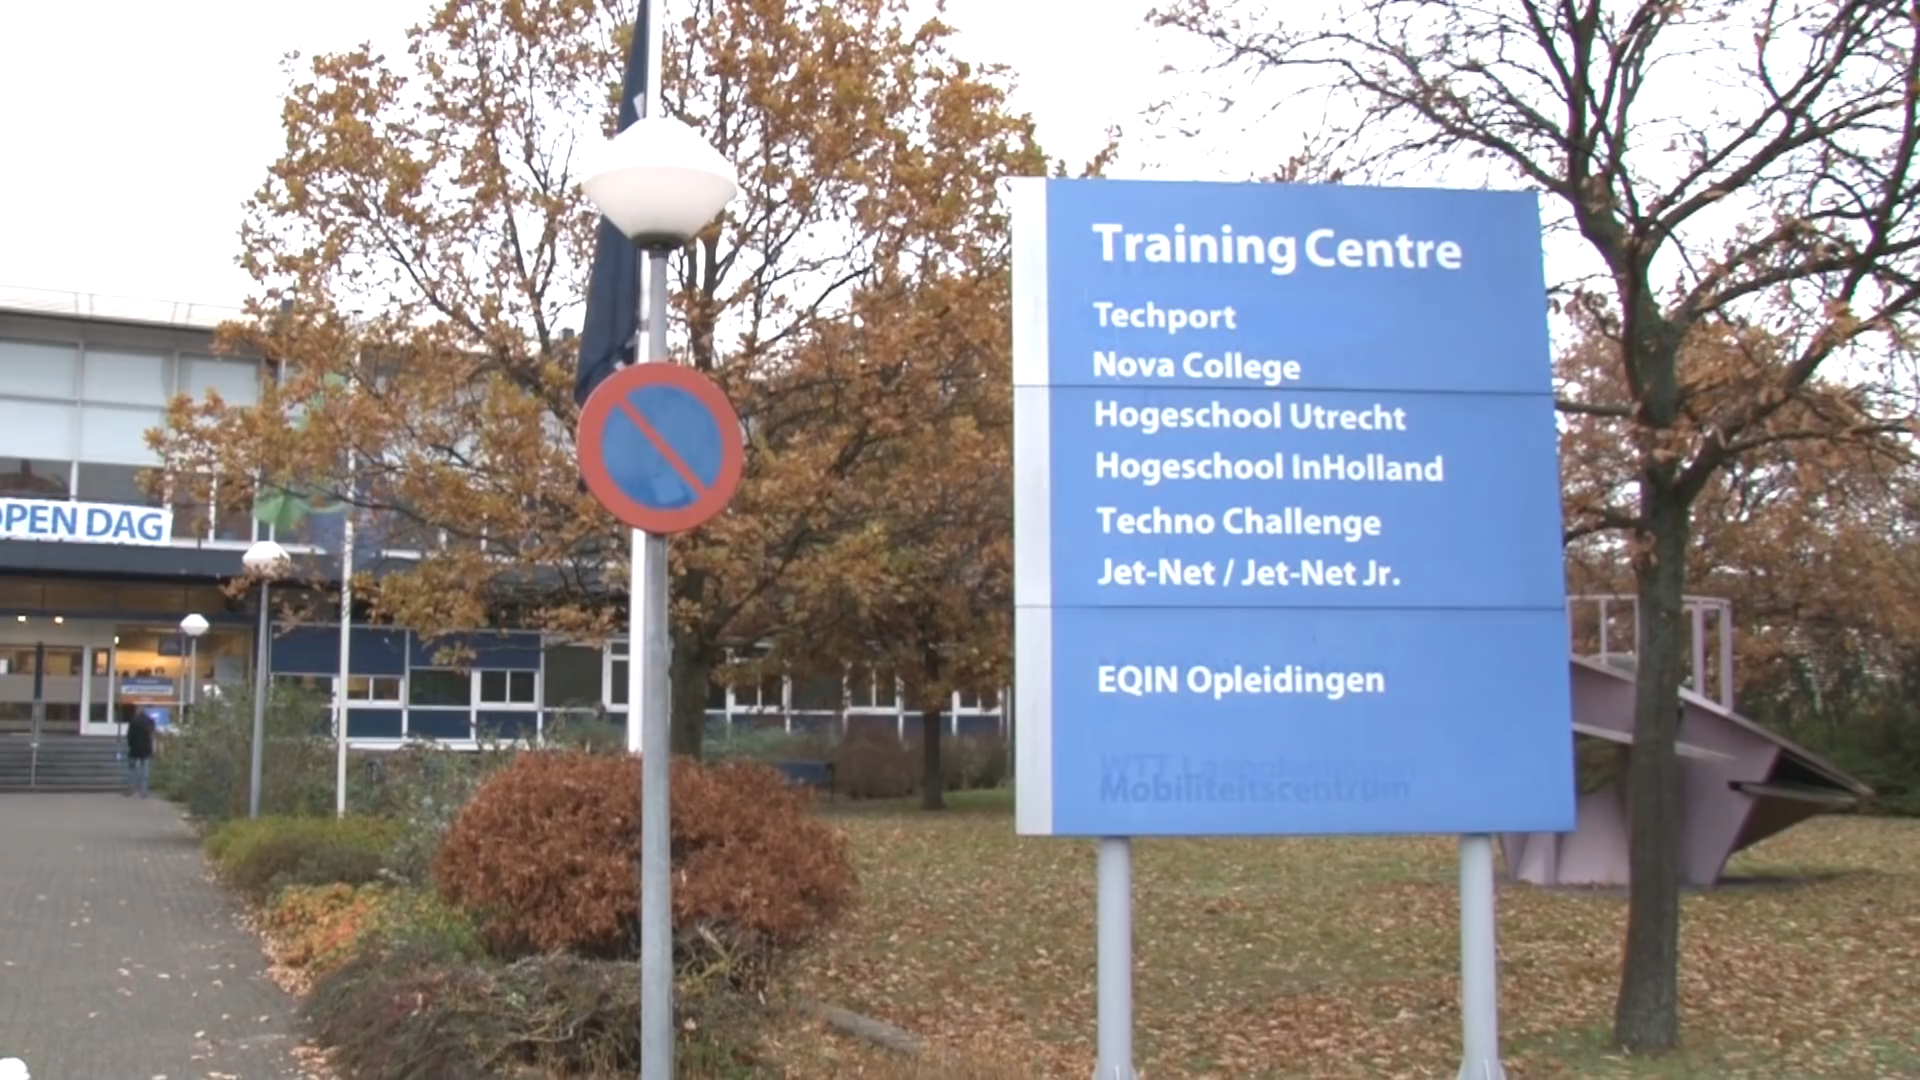 OPEN DAG
Training Centre
Techport
Nova College
Hogeschool Utrecht
Hogeschool InHolland
Techno Challenge
Jet-Net / Jet-Net Jr.
EQIN Opleidingen
Mobiliteitscentrum